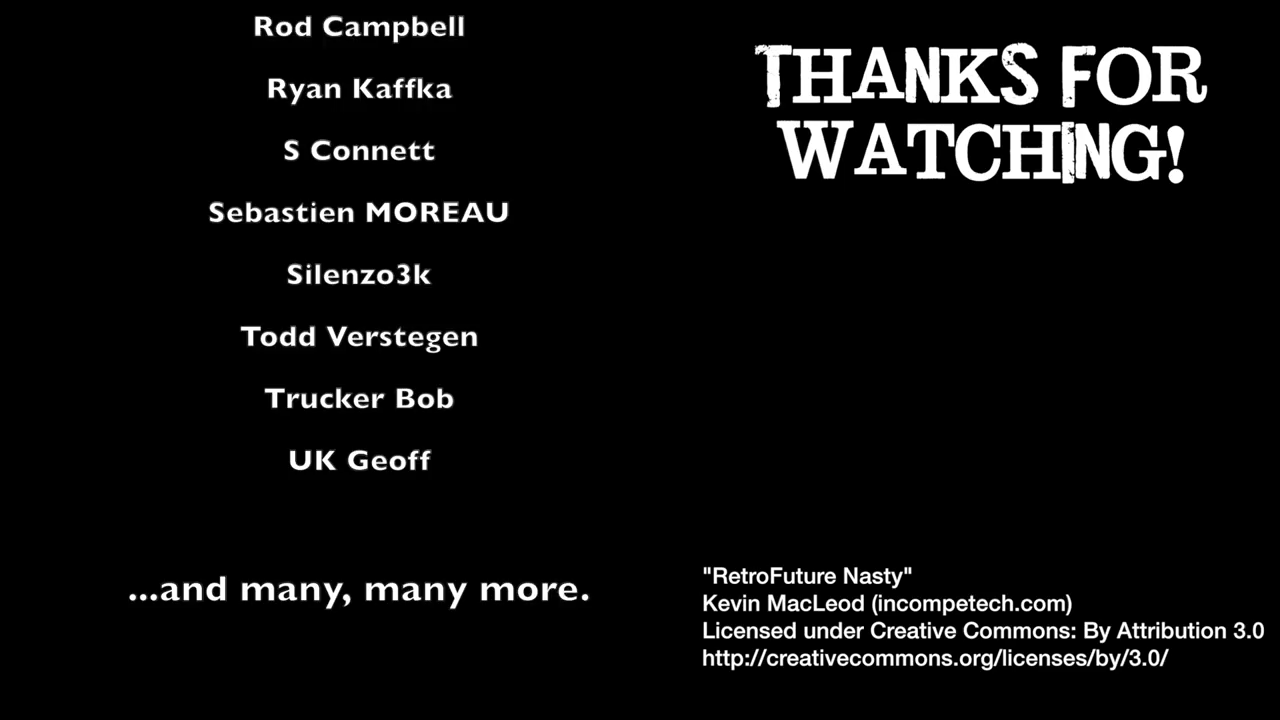 Rod Campbell
Ryan Kaffka
S Connett
Sebastien MOREAU
Silenzo3k
Todd Verstegen
Trucker Bob
UK Geoff
...and many, many more.
THANKS FOR
WATCHING!
"RetroFuture Nasty"
Kevin MacLeod (incompetech.com)
Licensed under Creative Commons: By Attribution 3.0
http://creativecommons.org/licenses/by/3.0/